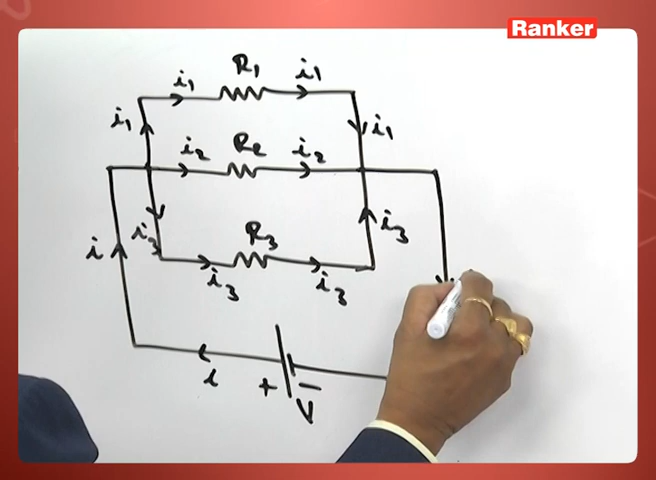 Ranker
R1
i1 i1
i1 i1
R2
i2 i2
i3 R3 i3
i
i3 i3
i + −
V